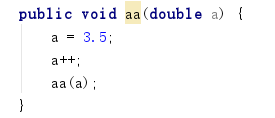 public void aa(double a) {
a = 3.5;
a++;
aa(a);
}